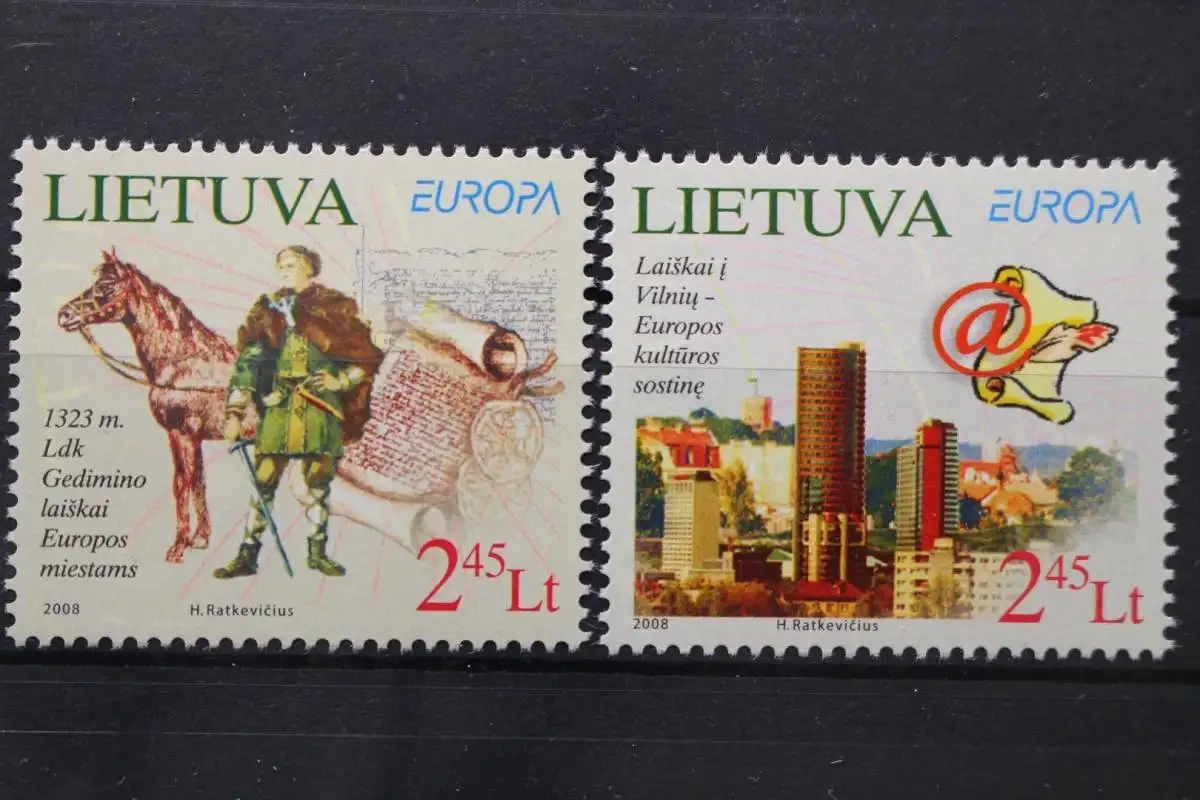 LIETUVA EUROPA
1323 m.
Ldk
Gedimino
laiškai
Europos
miestams
2008 H. Ratkevičius 2 45 Lt
LIETUVA EUROPA
Laiškai į
Vilnių –
Europos
kultūros
sostinę
@
2008 H. Ratkevičius 2 45 Lt